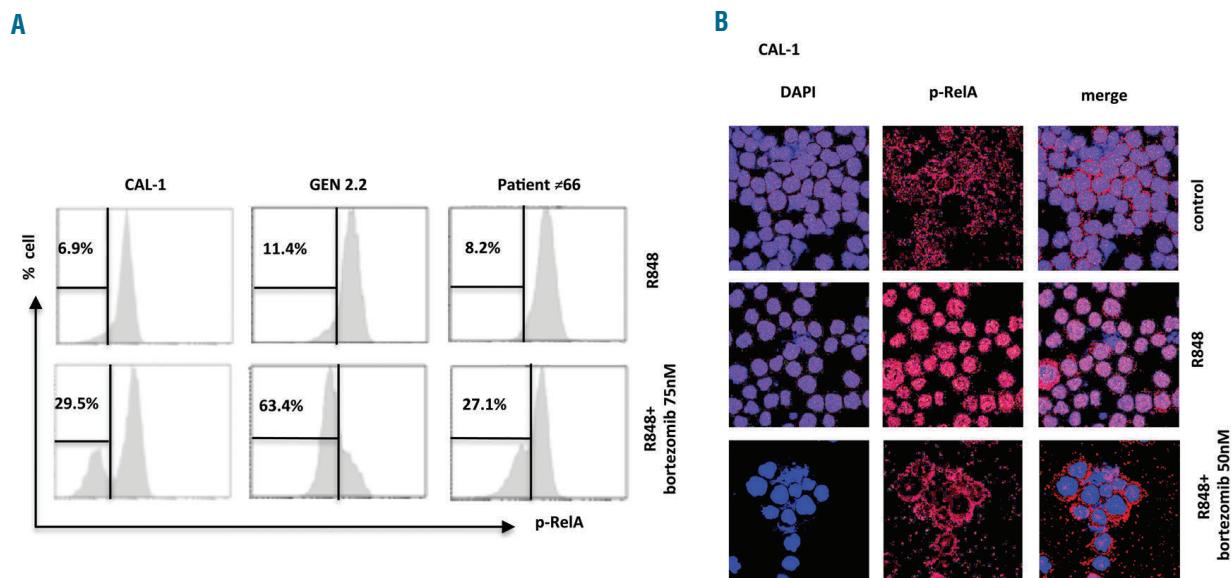 A
CAL-1
GEN 2.2
Patient ≠66
% cell
6.9%
11.4%
8.2%
R848
29.5%
63.4%
27.1%
R848+
bortezomib 75nM
p-RelA
B
CAL-1
DAPI
p-RelA
merge
control
R848
R848+
bortezomib 50nM